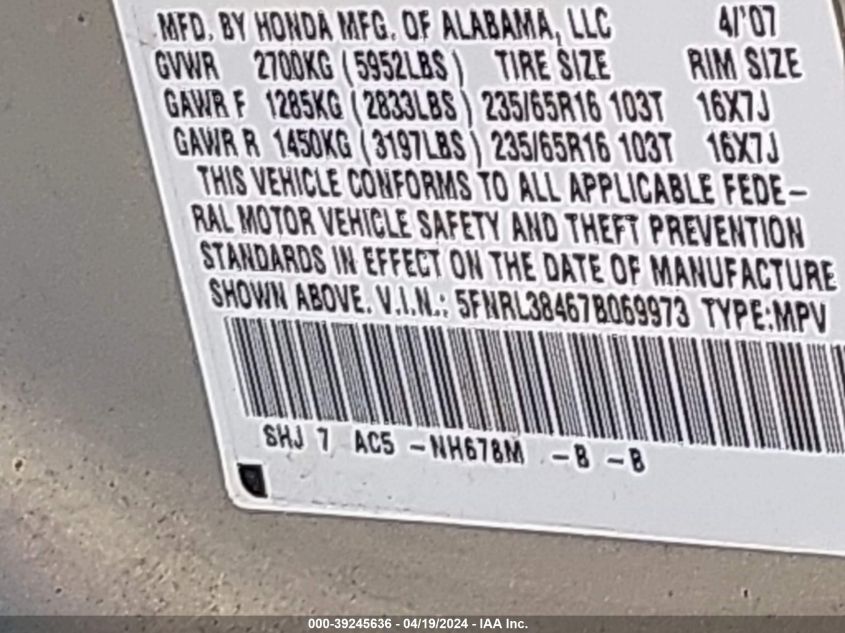 MFD. BY HONDA MFG. OF ALABAMA, LLC 4/'07
GVWR 2700KG (5952LBS) TIRE SIZE RIM SIZE
GAWR F 1285KG (2833LBS) 235/65R16 103T 16X7J
GAWR R 1450KG (3197LBS) 235/65R16 103T 16X7J
THIS VEHICLE CONFORMS TO ALL APPLICABLE FEDE-
RAL MOTOR VEHICLE SAFETY AND THEFT PREVENTION
STANDARDS IN EFFECT ON THE DATE OF MANUFACTURE
SHOWN ABOVE. V.I.N.: 5FNRL38467B069973 TYPE:MPV
SHJ 7 AC5 -NH678M -B -B
000-39245636 - 04/19/2024 - IAA Inc.